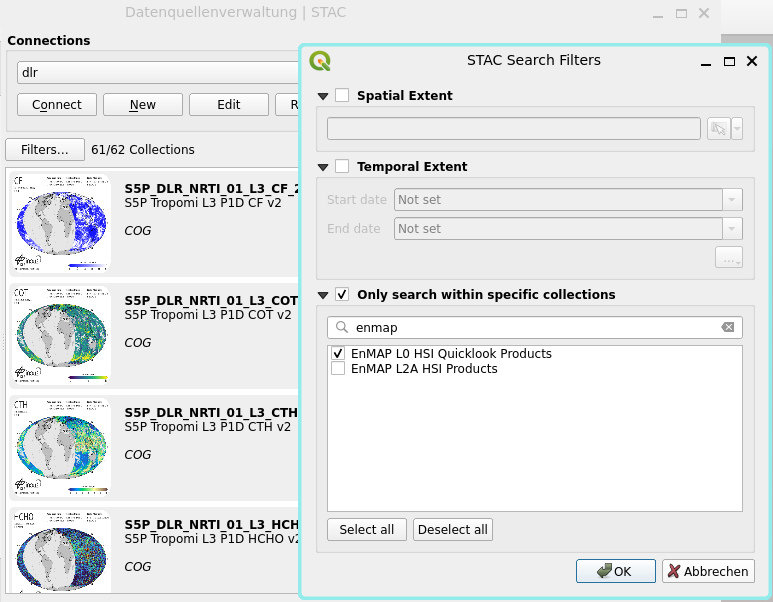 Datenquellenverwaltung | STAC
Connections
dlr
Connect New Edit R
Filters... 61/62 Collections
CF
S5P_DLR_NRTI_01_L3_CF_2
S5P Tropomi L3 P1D CF v2
COG
COT
S5P_DLR_NRTI_01_L3_COT
S5P Tropomi L3 P1D COT v2
COG
CTH
S5P_DLR_NRTI_01_L3_CTH
S5P Tropomi L3 P1D CTH v2
COG
HCHO
S5P_DLR_NRTI_01_L3_HCH
S5P Tropomi L3 P1D HCHO v2
COG
STAC Search Filters
Spatial Extent
Temporal Extent
Start date Not set
End date Not set
...
Only search within specific collections
enmap
EnMAP L0 HSI Quicklook Products
EnMAP L2A HSI Products
Select all Deselect all
OK Abbrechen